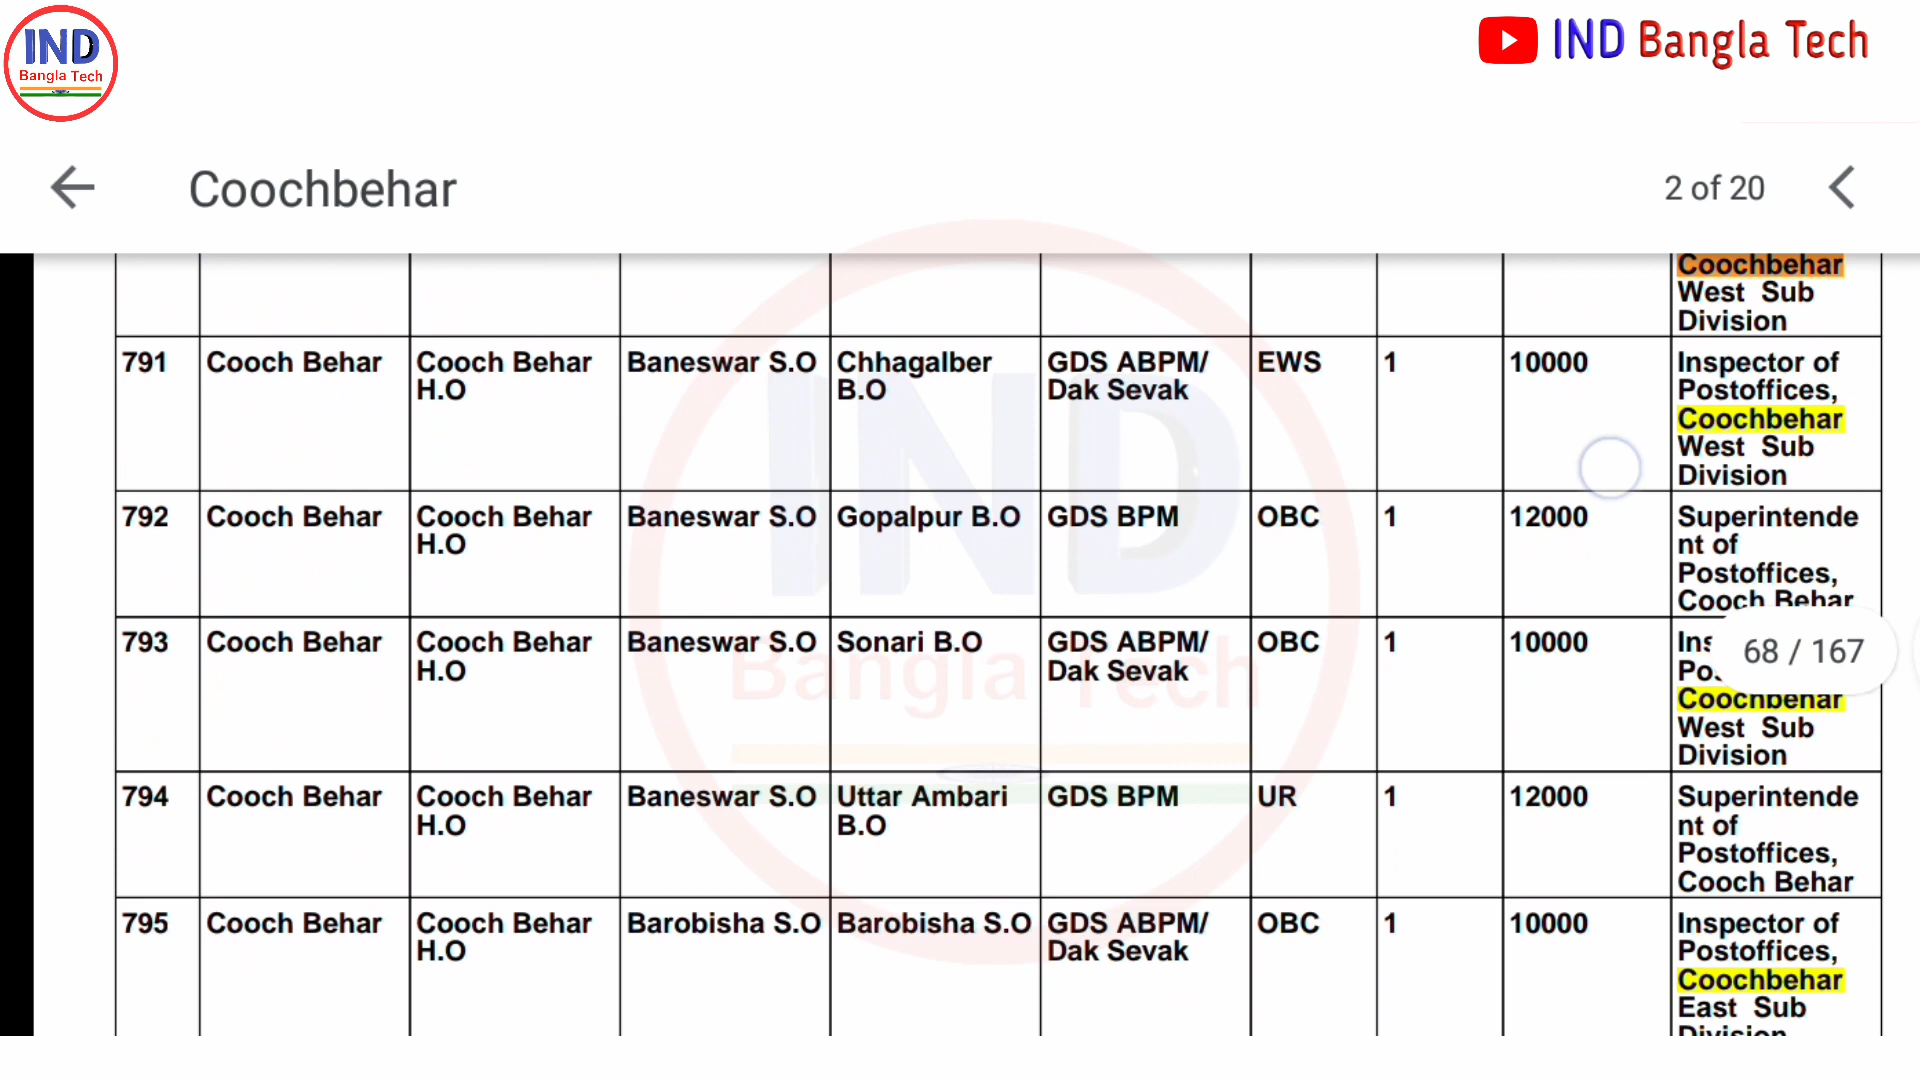 IND
Bangla Tech
IND Bangla Tech
Coochbehar
2 of 20
Coochbehar
West Sub
Division
791 Cooch Behar Cooch Behar H.O Baneswar S.O Chhagalber B.O GDS ABPM/ Dak Sevak EWS 1 10000 Inspector of
Postoffices,
Coochbehar
West Sub
Division
792 Cooch Behar Cooch Behar H.O Baneswar S.O Gopalpur B.O GDS BPM OBC 1 12000 Superintende
nt of
Postoffices,
Cooch Behar
793 Cooch Behar Cooch Behar H.O Baneswar S.O Sonari B.O GDS ABPM/ Dak Sevak OBC 1 10000
68 / 167
Coochbehar
West Sub
Division
794 Cooch Behar Cooch Behar H.O Baneswar S.O Uttar Ambari B.O GDS BPM UR 1 12000 Superintende
nt of
Postoffices,
Cooch Behar
795 Cooch Behar Cooch Behar H.O Barobisha S.O Barobisha S.O GDS ABPM/ Dak Sevak OBC 1 10000 Inspector of
Postoffices,
Coochbehar
East Sub
Division
IND
Bangla Tech